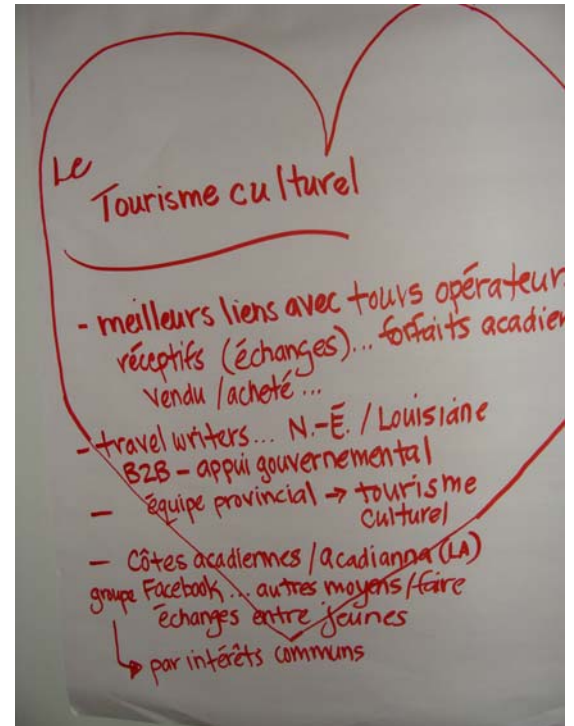 Le
Tourisme culturel
- meilleurs liens avec tours opérateurs
réceptifs (échanges)... forfaits acadien
vendu / acheté ...
- travel writers... N.-É. / Louisiane
B2B - appui gouvernemental
- équipe provincial → tourisme
culturel
- Côtes acadiennes / acadianna (LA)
groupe Facebook... autres moyens / faire
échanges entre jeunes
↳ par intérêts communs